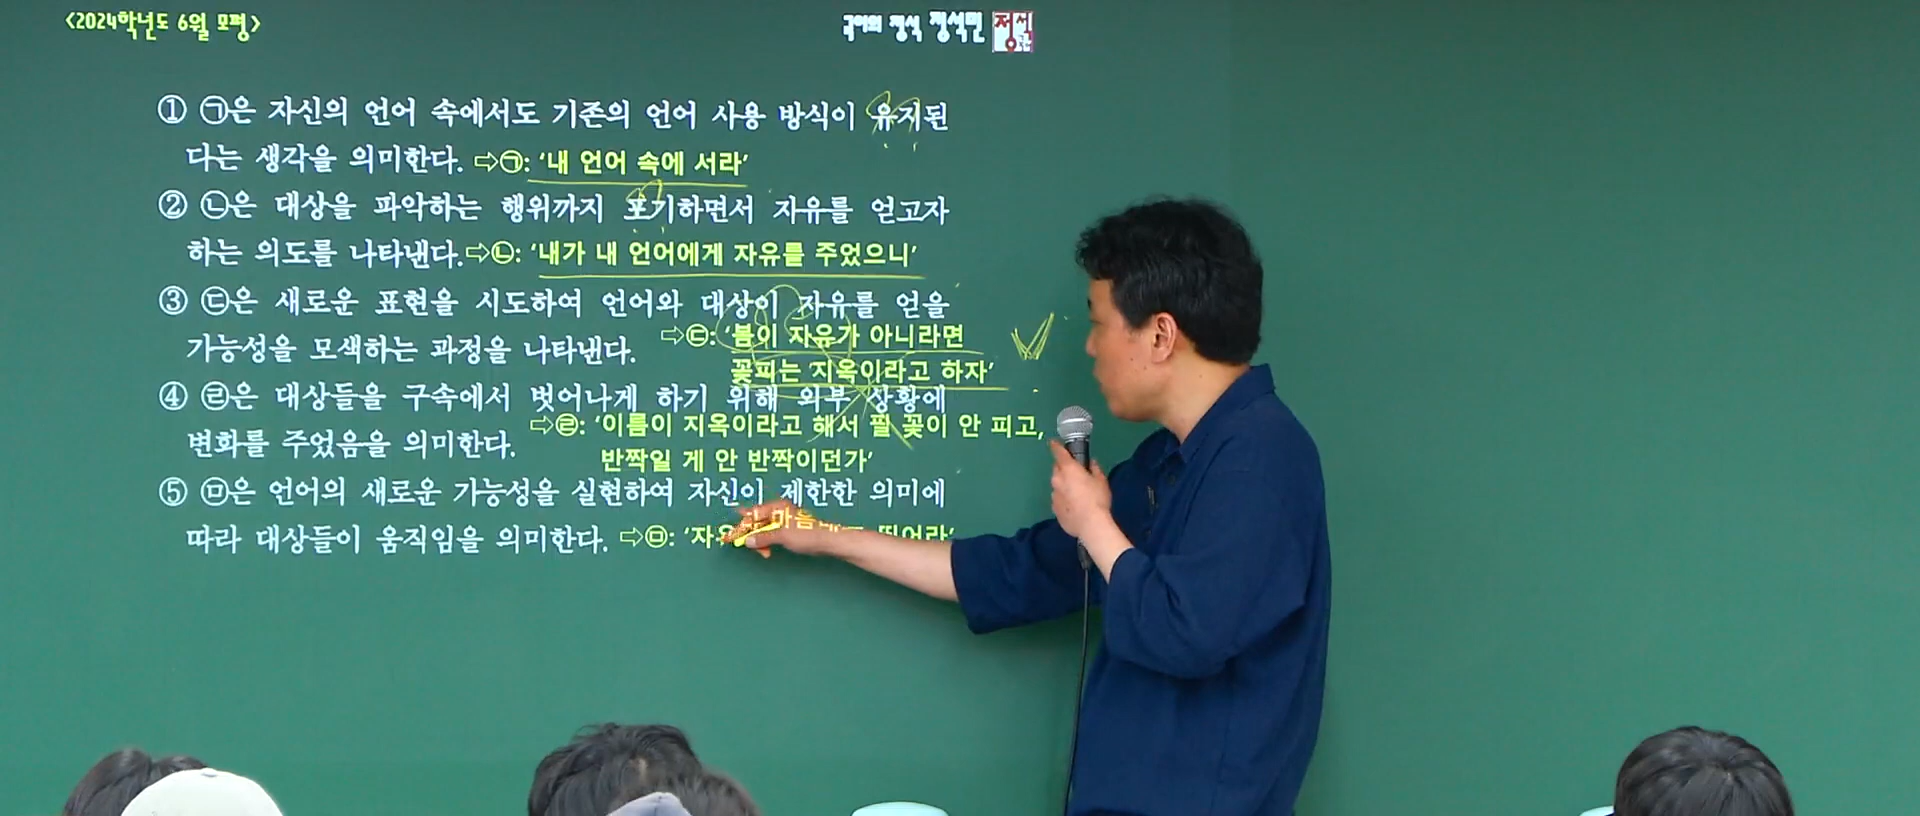 <2024학년도 6월 모평>
국어의 정석 정석민 정석민
① ㉠은 자신의 언어 속에서도 기존의 언어 사용 방식이 유지된
다는 생각을 의미한다. ⇨㉠: ‘내 언어 속에 서라’
② ㉡은 대상을 파악하는 행위까지 포기하면서 자유를 얻고자
하는 의도를 나타낸다.⇨㉡: ‘내가 내 언어에게 자유를 주었으니’
③ ㉢은 새로운 표현을 시도하여 언어와 대상이 자유를 얻을
가능성을 모색하는 과정을 나타낸다. ⇨㉢: ‘봄이 자유가 아니라면
꽃피는 지옥이라고 하자’
④ ㉣은 대상들을 구속에서 벗어나게 하기 위해 외부 상황에
변화를 주었음을 의미한다. ⇨㉣: ‘이름이 지옥이라고 해서 필 꽃이 안 피고,
반짝일 게 안 반짝이던가’
⑤ ㉤은 언어의 새로운 가능성을 실현하여 자신이 제한한 의미에
따라 대상들이 움직임을 의미한다. ⇨㉤: